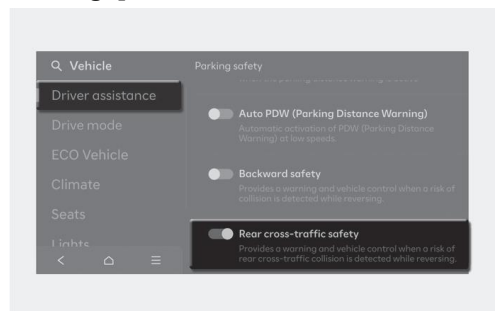 Vehicle
Parking safety
Driver assistance
Auto PDW (Parking Distance Warning)
Automatic activation of PDW (Parking Distance
Warning) at low speeds.
Drive mode
ECO Vehicle
Backward safety
Provides a warning and vehicle control when a risk of
collision is detected while reversing.
Climate
Seats
Rear cross-traffic safety
Provides a warning and vehicle control when a risk of
rear cross-traffic collision is detected while reversing.
Lights